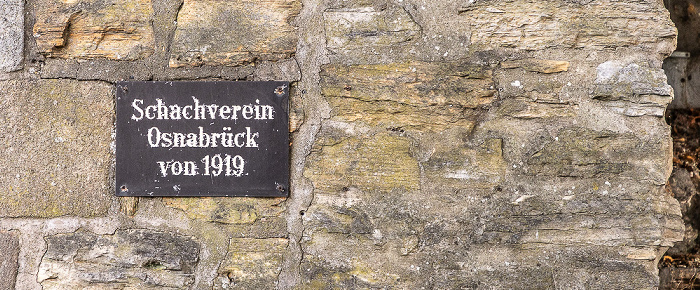 Schachverein
Osnabrück
von 1919